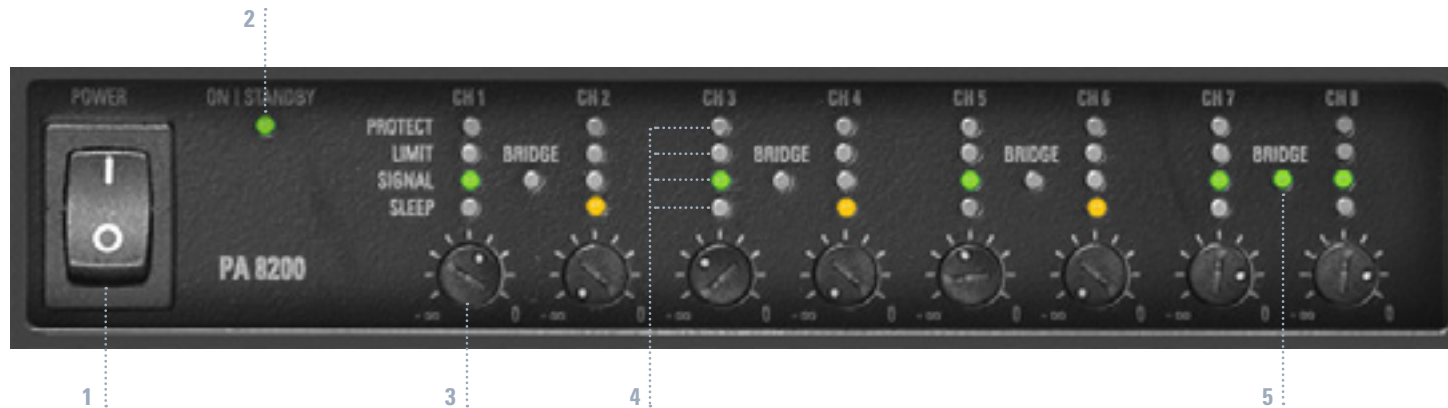 2
POWER
ON | STANDBY
CH 1
CH 2
CH 3
CH 4
CH 5
CH 6
CH 7
CH 8
PROTECT
LIMIT
BRIDGE
BRIDGE
BRIDGE
BRIDGE
SIGNAL
SLEEP
I
O
PA 8200
- ∞ 0
- ∞ 0
- ∞ 0
- ∞ 0
- ∞ 0
- ∞ 0
- ∞ 0
- ∞ 0
1
3
4
5